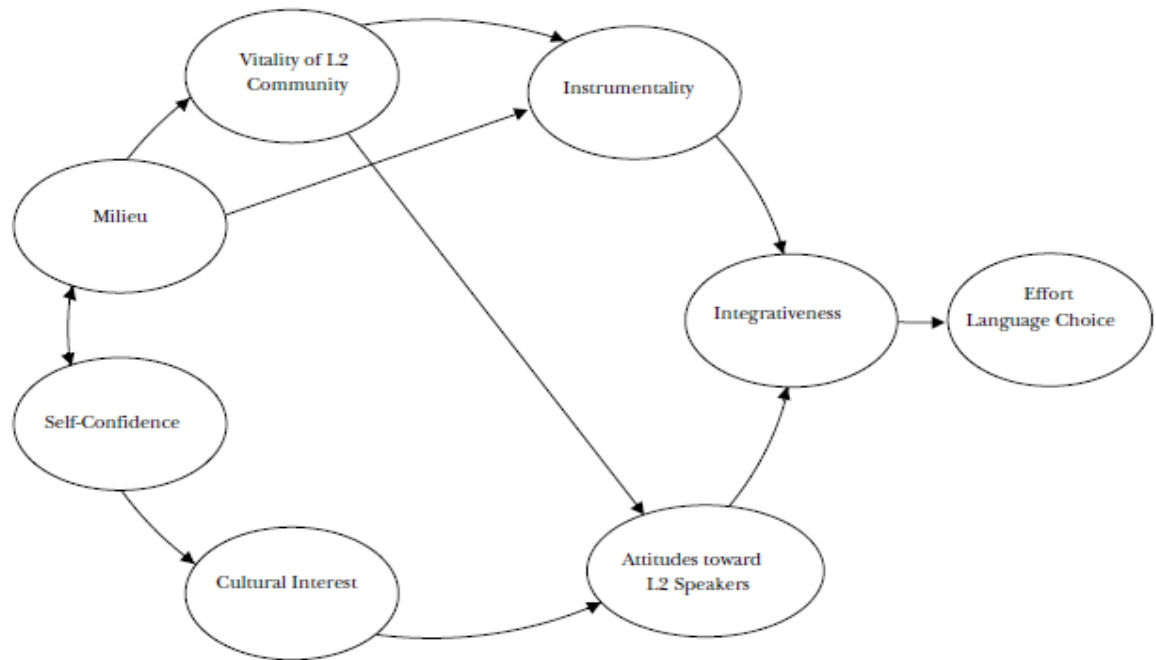 Vitality of L2
Community
Instrumentality
Milieu
Integrativeness
Effort
Language Choice
Self-Confidence
Attitudes toward
L2 Speakers
Cultural Interest